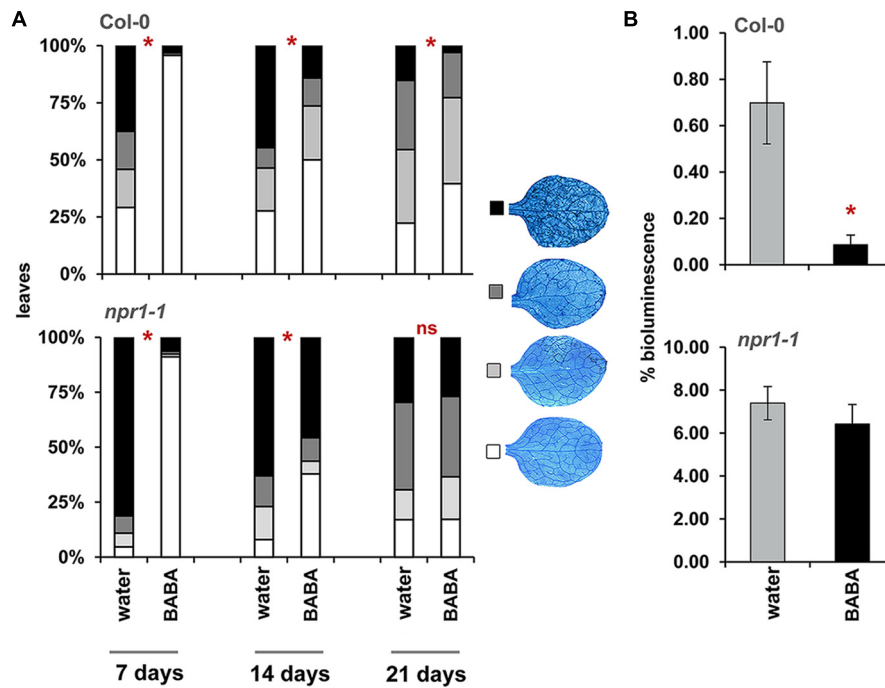 A
Col-0
100%
75%
50%
25%
0%
* * *
leaves
npr1-1
100%
75%
50%
25%
0%
* * ns
water BABA water BABA water BABA
7 days 14 days 21 days
B
Col-0
1.00
0.80
0.60
0.40
0.20
0.00
*
% bioluminescence
npr1-1
10.00
8.00
6.00
4.00
2.00
0.00
water BABA